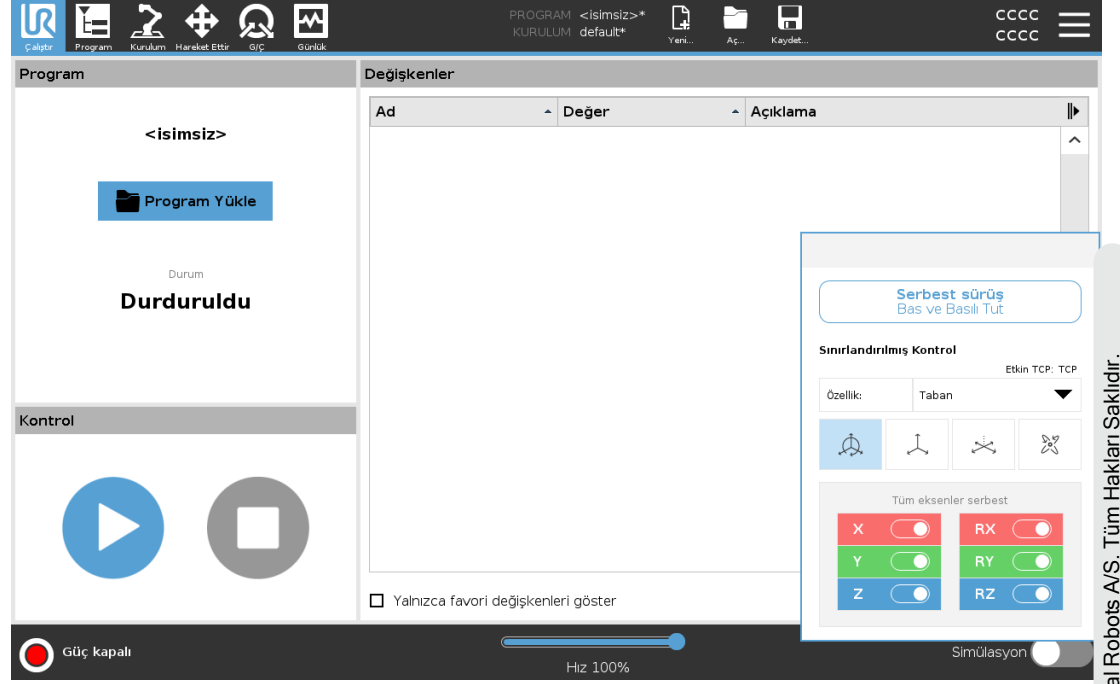 UR
Çalıştır
Program
Kurulum
Hareket Ettir
G/Ç
Günlük
PROGRAM <isimsiz>*
KURULUM default*
Yeni...
Aç...
Kaydet...
CCCC
CCCC
Program
<isimsiz>
Program Yükle
Durum
Durduruldu
Kontrol
Değişkenler
Ad
Değer
Açıklama
Yalnızca favori değişkenleri göster
Serbest sürüş
Bas ve Basılı Tut
Sınırlandırılmış Kontrol
Etkin TCP: TCP
Özellik: Taban
Tüm eksenler serbest
X RX
Y RY
Z RZ
Güç kapalı
Hız 100%
Simülasyon
al Robots A/S. Tüm Hakları Saklıdır.